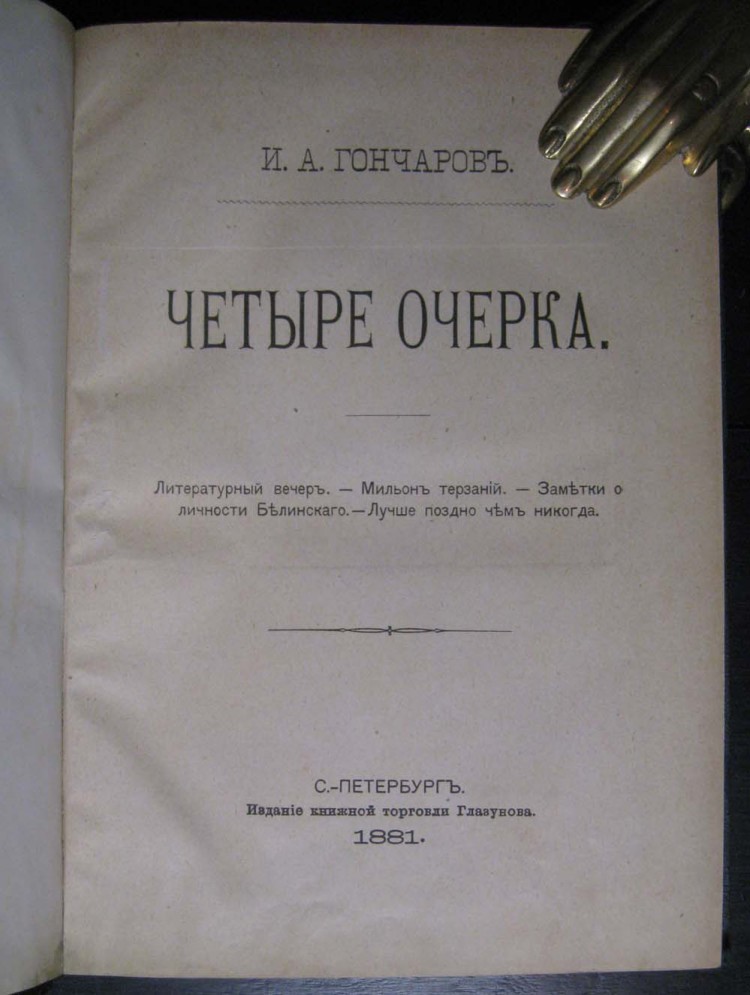 И. А. ГОНЧАРОВЪ.
ЧЕТЫРЕ ОЧЕРКА.
Литературный вечеръ. — Мильонъ терзаній. — Замѣтки о
личности Бѣлинскаго.—Лучше поздно чѣмъ никогда.
С.-ПЕТЕРБУРГЪ.
Изданіе книжной торговли Глазунова.
1881.